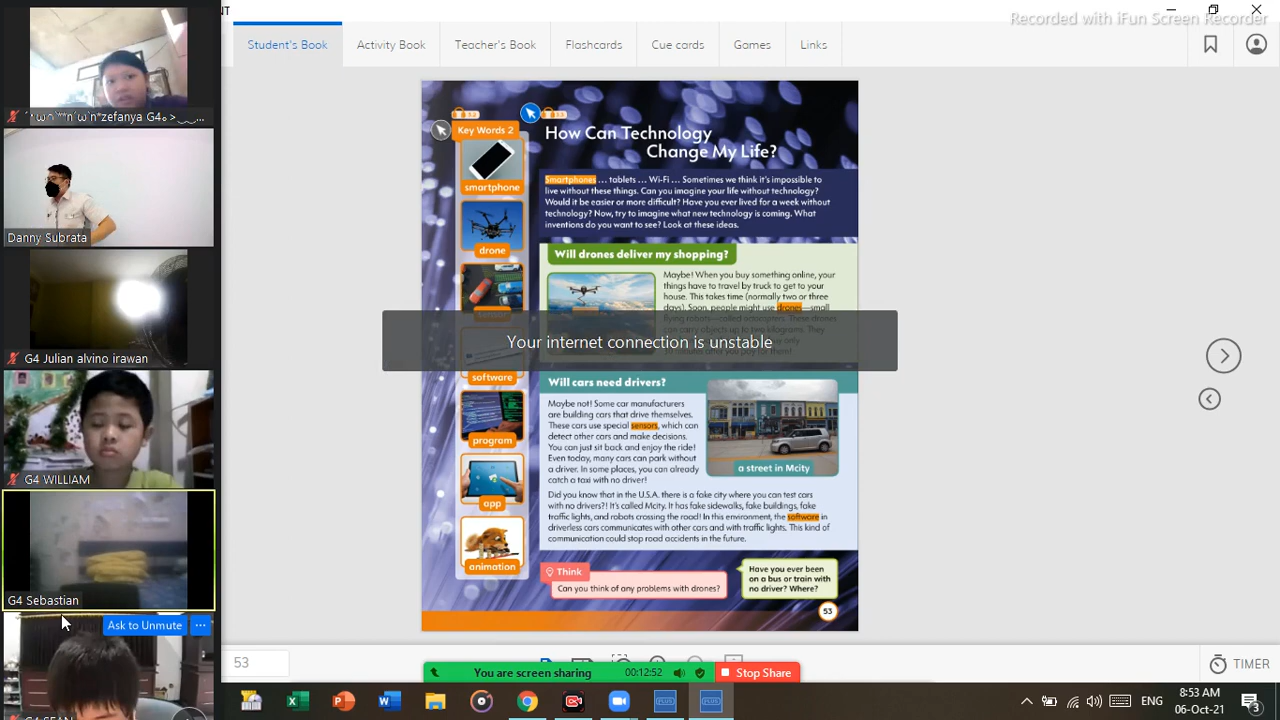 NT
Recorded with iFun Screen Recorder
Student's Book
Activity Book
Teacher's Book
Flashcards
Cue cards
Games
Links
zefanya G4
Danny Subrata
G4 Julian alvino irawan
G4 WILLIAM
G4 Sebastian
Ask to Unmute
...
Key Words 2
smartphone
drone
software
program
app
animation
How Can Technology
Change My Life?
Smartphones ... tablets ... Wi-Fi ... Sometimes we think it's impossible to
live without these things. Can you imagine your life without technology?
Would it be easier or more difficult? Have you ever lived for a week without
technology? Now, try to imagine what new technology is coming. What
inventions do you want to see? Look at these ideas.
Will drones deliver my shopping?
Maybe! When you buy something online, your
things have to travel by truck to get to your
house. This takes time (normally two or three
days). Soon, people might use drones—small
Your internet connection is unstable
Will cars need drivers?
Maybe not! Some car manufacturers
are building cars that drive themselves.
These cars use special sensors, which can
detect other cars and make decisions.
You can just sit back and enjoy the ride!
Even today, many cars can park without
a driver. In some places, you can already
catch a taxi with no driver!
a street in Mcity
Did you know that in the U.S.A. there is a fake city where you can test cars
with no drivers?! It's called Mcity. It has fake sidewalks, fake buildings, fake
traffic lights, and robots crossing the road! In this environment, the software in
driverless cars communicates with other cars and with traffic lights. This kind of
communication could stop road accidents in the future.
Think
Can you think of any problems with drones?
Have you ever been
on a bus or train with
no driver? Where?
53
53
TIMER
You are screen sharing
00:12:52
Stop Share
ENG
8:53 AM
06-Oct-21